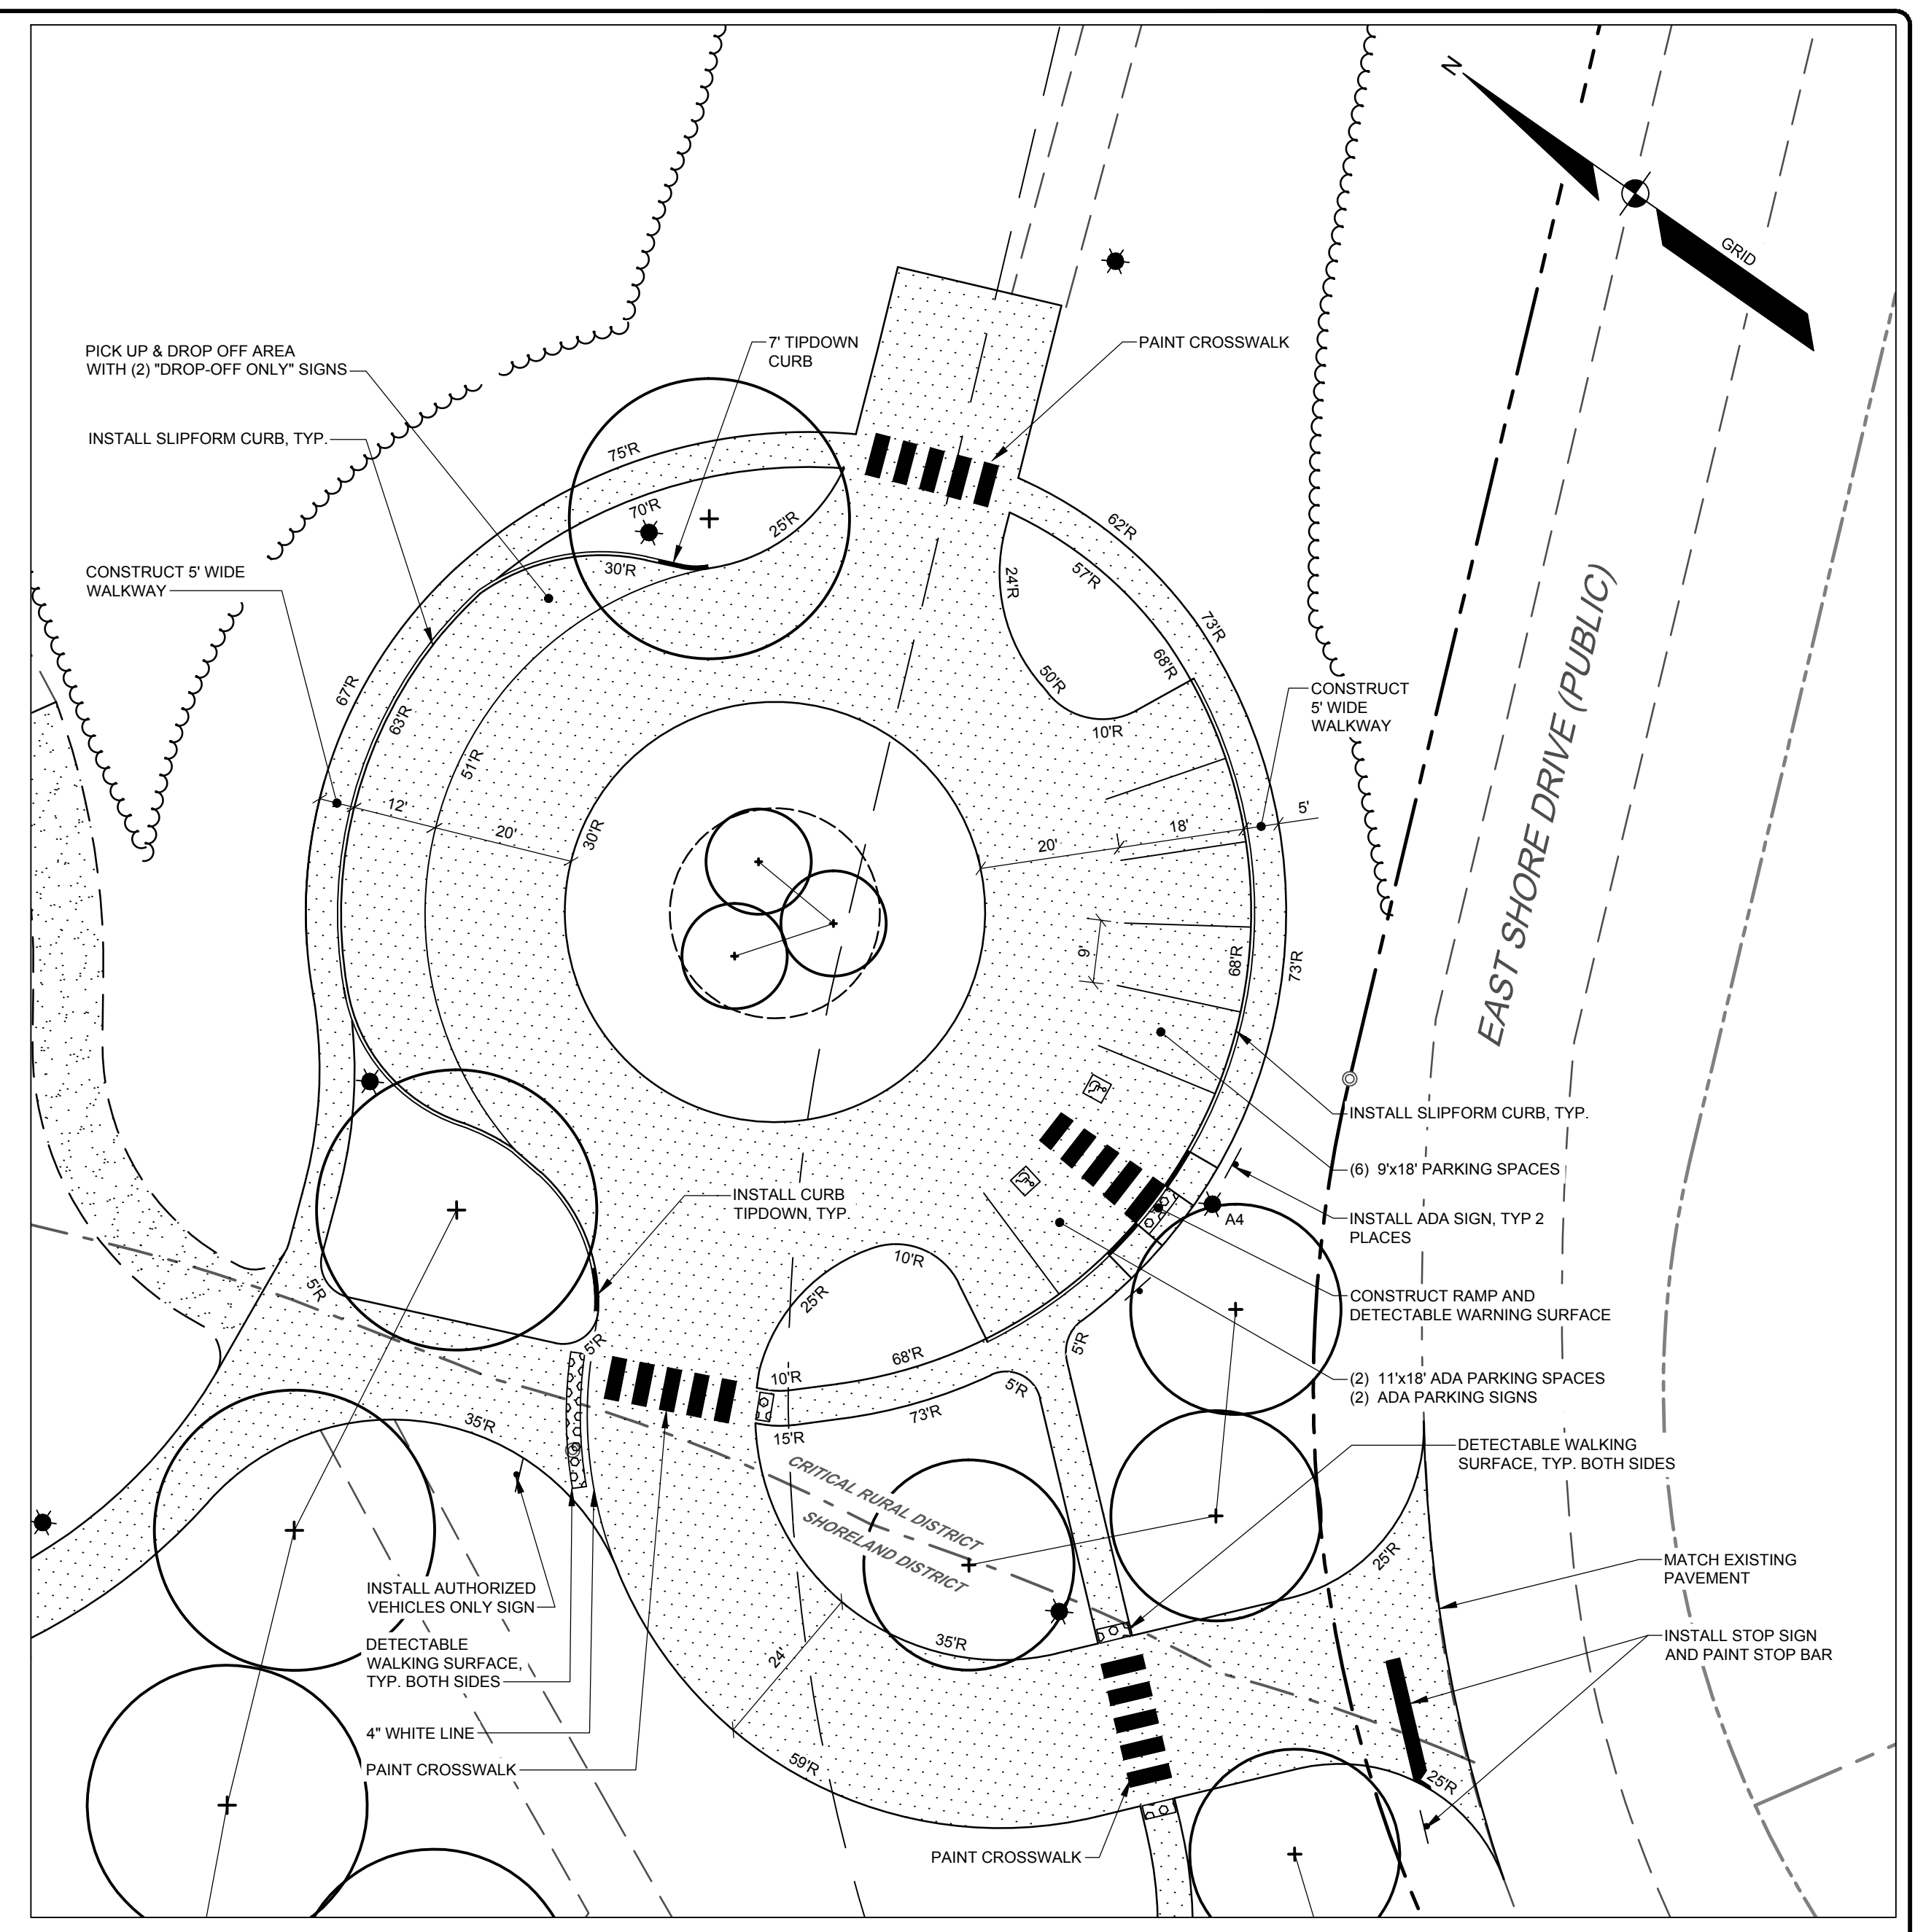 N
GRID
PICK UP & DROP OFF AREA
WITH (2) "DROP-OFF ONLY" SIGNS
7' TIPDOWN
CURB
PAINT CROSSWALK
INSTALL SLIPFORM CURB, TYP.
75'R
70'R
25'R
30'R
62'R
57'R
24'R
CONSTRUCT 5' WIDE
WALKWAY
73'R
68'R
50'R
10'R
67'R
63'R
51'R
CONSTRUCT
5' WIDE
WALKWAY
EAST SHORE DRIVE (PUBLIC)
12'
20'
30'R
20'
18'
5'
9'
68'R
73'R
INSTALL SLIPFORM CURB, TYP.
(6) 9'x18' PARKING SPACES
INSTALL CURB
TIPDOWN, TYP.
A4
INSTALL ADA SIGN, TYP 2
PLACES
10'R
25'R
5'R
CONSTRUCT RAMP AND
DETECTABLE WARNING SURFACE
5'R
5'R
68'R
10'R
5'R
(2) 11'x18' ADA PARKING SPACES
(2) ADA PARKING SIGNS
73'R
15'R
35'R
DETECTABLE WALKING
SURFACE, TYP. BOTH SIDES
CRITICAL RURAL DISTRICT
SHORELAND DISTRICT
25'R
MATCH EXISTING
PAVEMENT
INSTALL AUTHORIZED
VEHICLES ONLY SIGN
DETECTABLE
WALKING SURFACE,
TYP. BOTH SIDES
35'R
24'
INSTALL STOP SIGN
AND PAINT STOP BAR
4" WHITE LINE
PAINT CROSSWALK
59'R
25'R
PAINT CROSSWALK